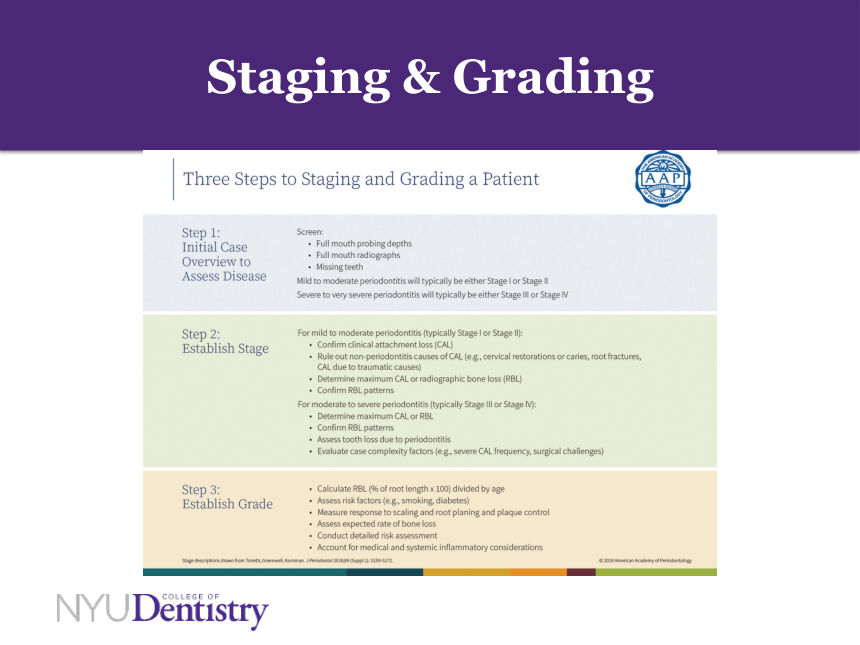 Staging & Grading
Three Steps to Staging and Grading a Patient
THE AMERICAN ACADEMY
AAP
OF PERIODONTOLOGY
Step 1:
Initial Case
Overview to
Assess Disease
Screen:
• Full mouth probing depths
• Full mouth radiographs
• Missing teeth
Mild to moderate periodontitis will typically be either Stage I or Stage II
Severe to very severe periodontitis will typically be either Stage III or Stage IV
Step 2:
Establish Stage
For mild to moderate periodontitis (typically Stage I or Stage II):
• Confirm clinical attachment loss (CAL)
• Rule out non-periodontitis causes of CAL (e.g., cervical restorations or caries, root fractures,
CAL due to traumatic causes)
• Determine maximum CAL or radiographic bone loss (RBL)
• Confirm RBL patterns
For moderate to severe periodontitis (typically Stage III or Stage IV):
• Determine maximum CAL or RBL
• Confirm RBL patterns
• Assess tooth loss due to periodontitis
• Evaluate case complexity factors (e.g., severe CAL frequency, surgical challenges)
Step 3:
Establish Grade
• Calculate RBL (% of root length x 100) divided by age
• Assess risk factors (e.g., smoking, diabetes)
• Measure response to scaling and root planing and plaque control
• Assess expected rate of bone loss
• Conduct detailed risk assessment
• Account for medical and systemic inflammatory considerations
Stage descriptions drawn from Tonetti, Greenwell, Kornman. J Periodontol 2018;89 (Suppl 1): S159-S172.
© 2018 American Academy of Periodontology
NYU COLLEGE OF Dentistry